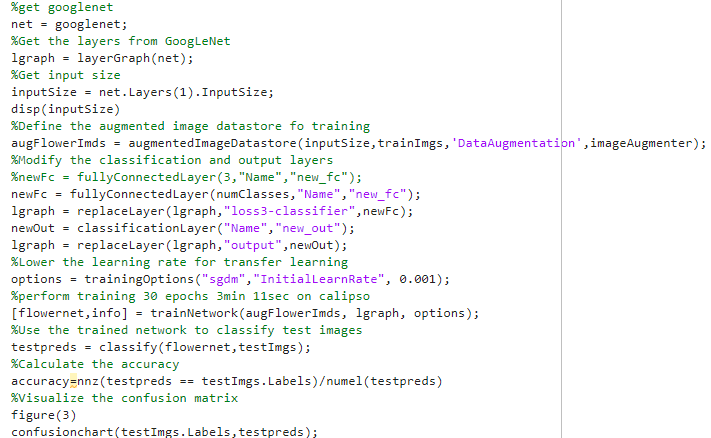 %get googlenet
net = googlenet;
%Get the layers from GoogLeNet
lgraph = layerGraph(net);
%Get input size
inputSize = net.Layers(1).InputSize;
disp(inputSize)
%Define the augmented image datastore fo training
augFlowerImds = augmentedImageDatastore(inputSize,trainImgs,'DataAugmentation',imageAugmenter);
%Modify the classification and output layers
%newFc = fullyConnectedLayer(3,"Name","new_fc");
newFc = fullyConnectedLayer(numClasses,"Name","new_fc");
lgraph = replaceLayer(lgraph,"loss3-classifier",newFc);
newOut = classificationLayer("Name","new_out");
lgraph = replaceLayer(lgraph,"output",newOut);
%Lower the learning rate for transfer learning
options = trainingOptions("sgdm","InitialLearnRate", 0.001);
%perform training 30 epochs 3min 11sec on calipso
[flowernet,info] = trainNetwork(augFlowerImds, lgraph, options);
%Use the trained network to classify test images
testpreds = classify(flowernet,testImgs);
%Calculate the accuracy
accuracy=nnz(testpreds == testImgs.Labels)/numel(testpreds)
%Visualize the confusion matrix
figure(3)
confusionchart(testImgs.Labels,testpreds);